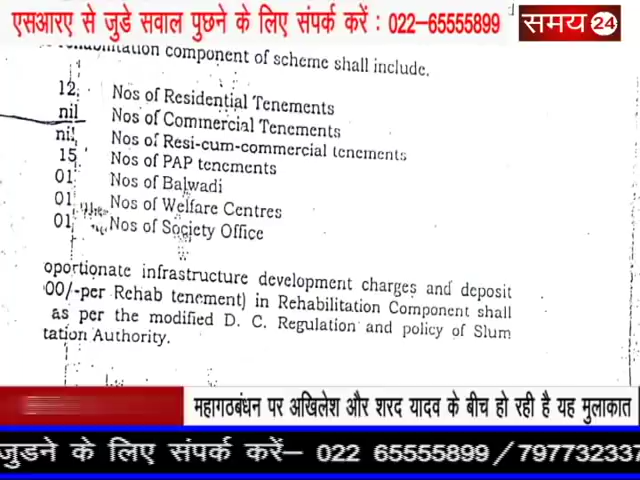 एसआरए से जुडे सवाल पुछने के लिए संपर्क करें : 022-65555899
समय 24
component of scheme shall include.
12. Nos of Residential Tenements
nil Nos of Commercial Tenements
nil Nos of Resi-cum-commercial tenements
15 Nos of PAP tenements
01 Nos of Balwadi
01 Nos of Welfare Centres
01 Nos of Society Office
oportionate infrastructure development charges and deposit
00/-per Rehab tenement) in Rehabilitation Component shall
as per the modified D. C. Regulation and policy of Slum
tation Authority.
महागठबंधन पर अखिलेश और शरद यादव के बीच हो रही है यह मुलाकात
जुडने के लिए संपर्क करें– 022 65555899 / 797732337